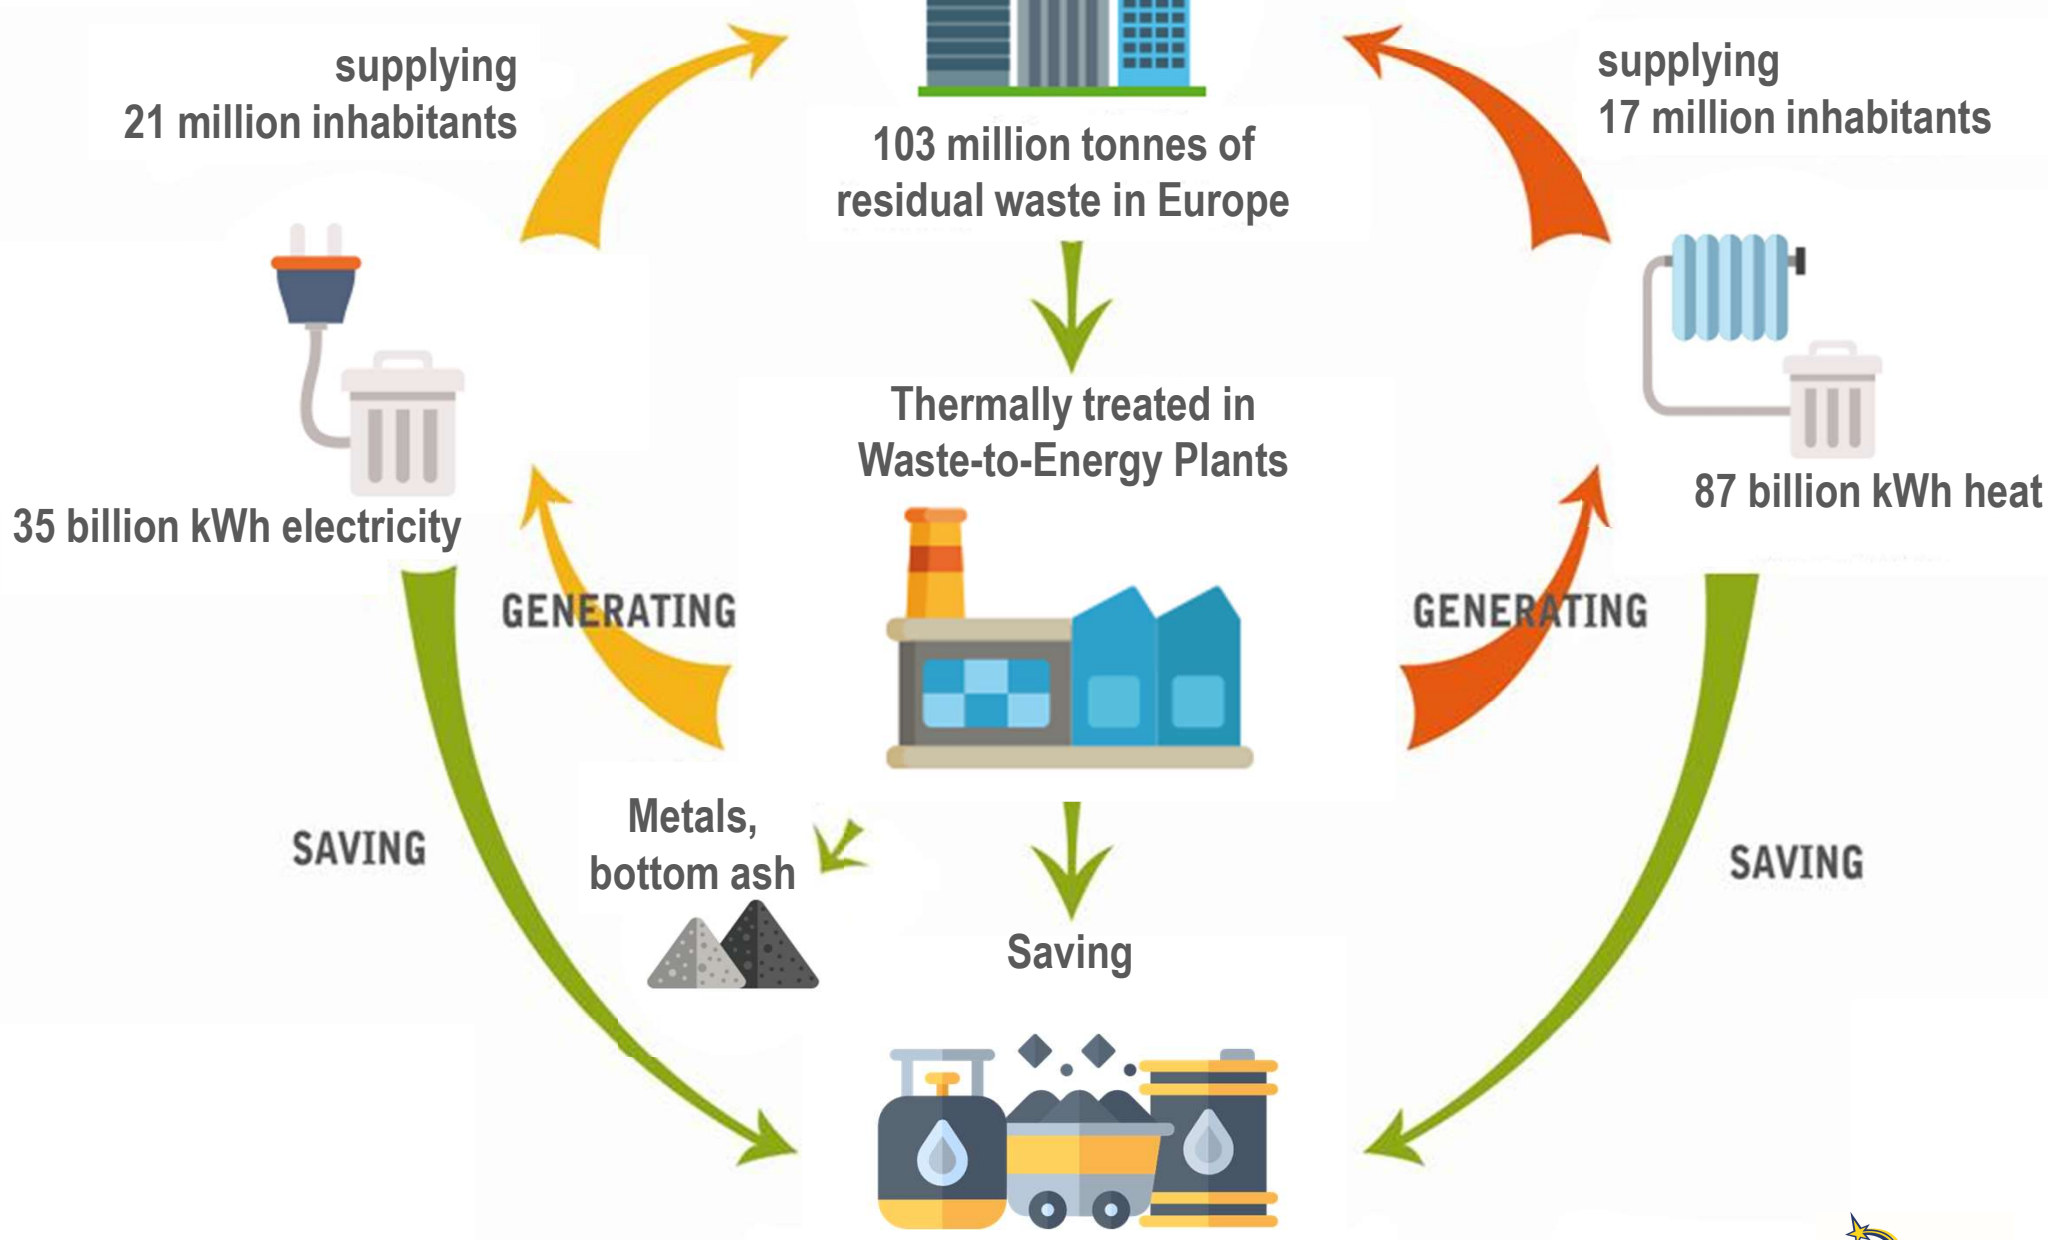 supplying
21 million inhabitants
supplying
17 million inhabitants
103 million tonnes of
residual waste in Europe
Thermally treated in
Waste-to-Energy Plants
35 billion kWh electricity
87 billion kWh heat
GENERATING
GENERATING
Metals,
bottom ash
SAVING
SAVING
Saving